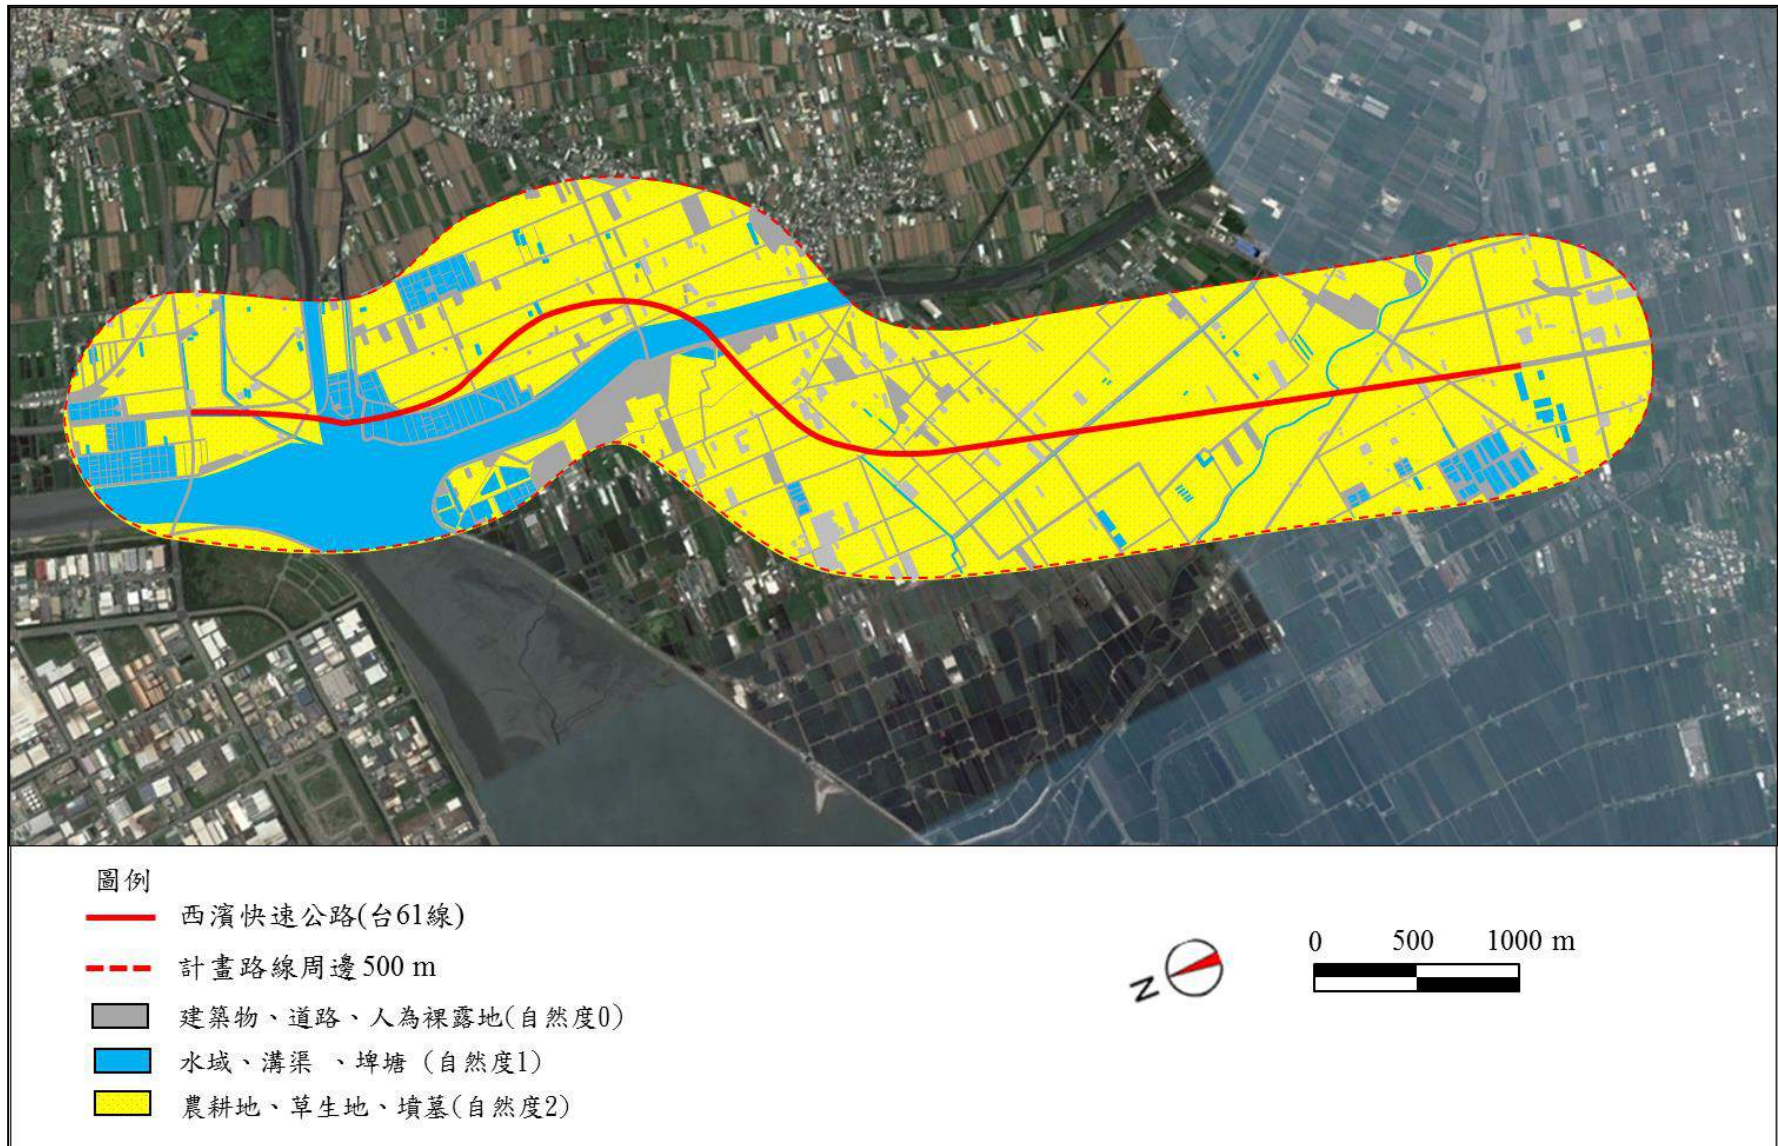 圖例
西濱快速公路(台61線)
計畫路線周邊500 m
建築物、道路、人為裸露地(自然度0)
水域、溝渠 、埤塘 (自然度1)
農耕地、草生地、墳墓(自然度2)
N
0 500 1000 m